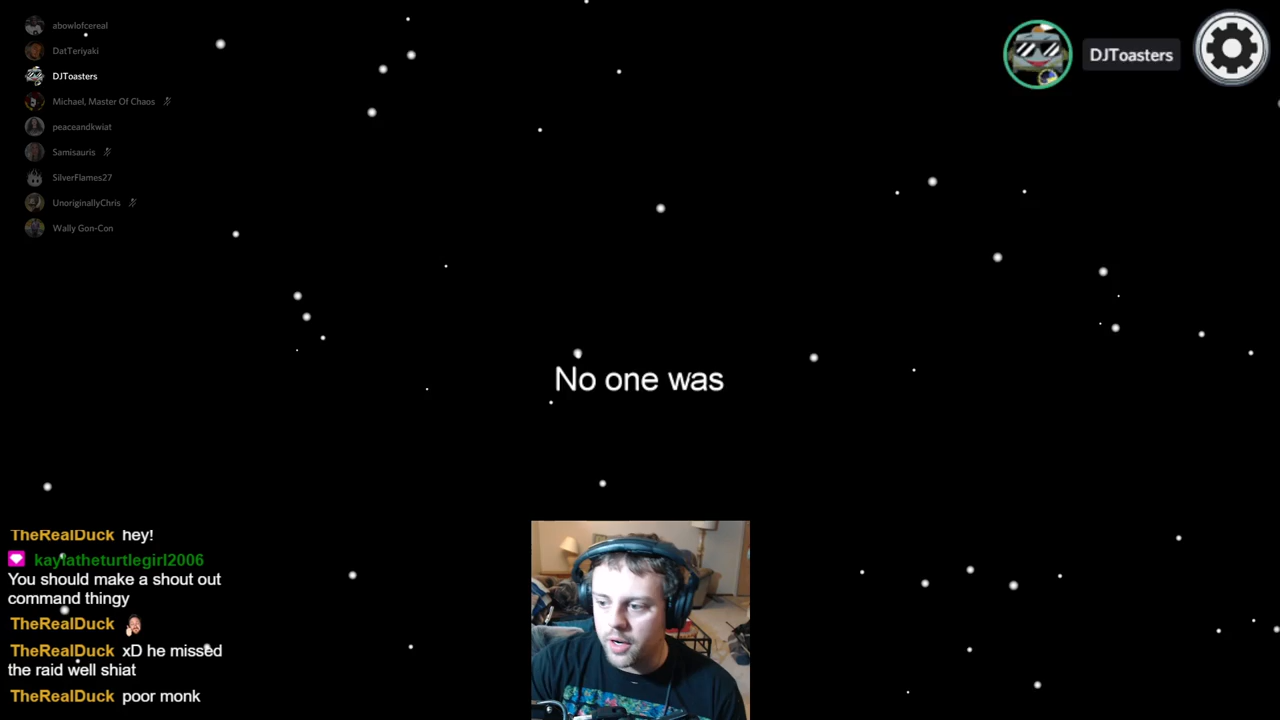 abowlofcereal
DatTeriyaki
DJToasters
DJToasters
Michael, Master Of Chaos
peaceandkwiat
Samisauris
SilverFlames27
UnoriginallyChris
Wally Gon-Con
No one was
TheRealDuck hey!
kaylatheturtlegirl2006
You should make a shout out
command thingy
TheRealDuck
TheRealDuck xD he missed
the raid well shiat
TheRealDuck poor monk